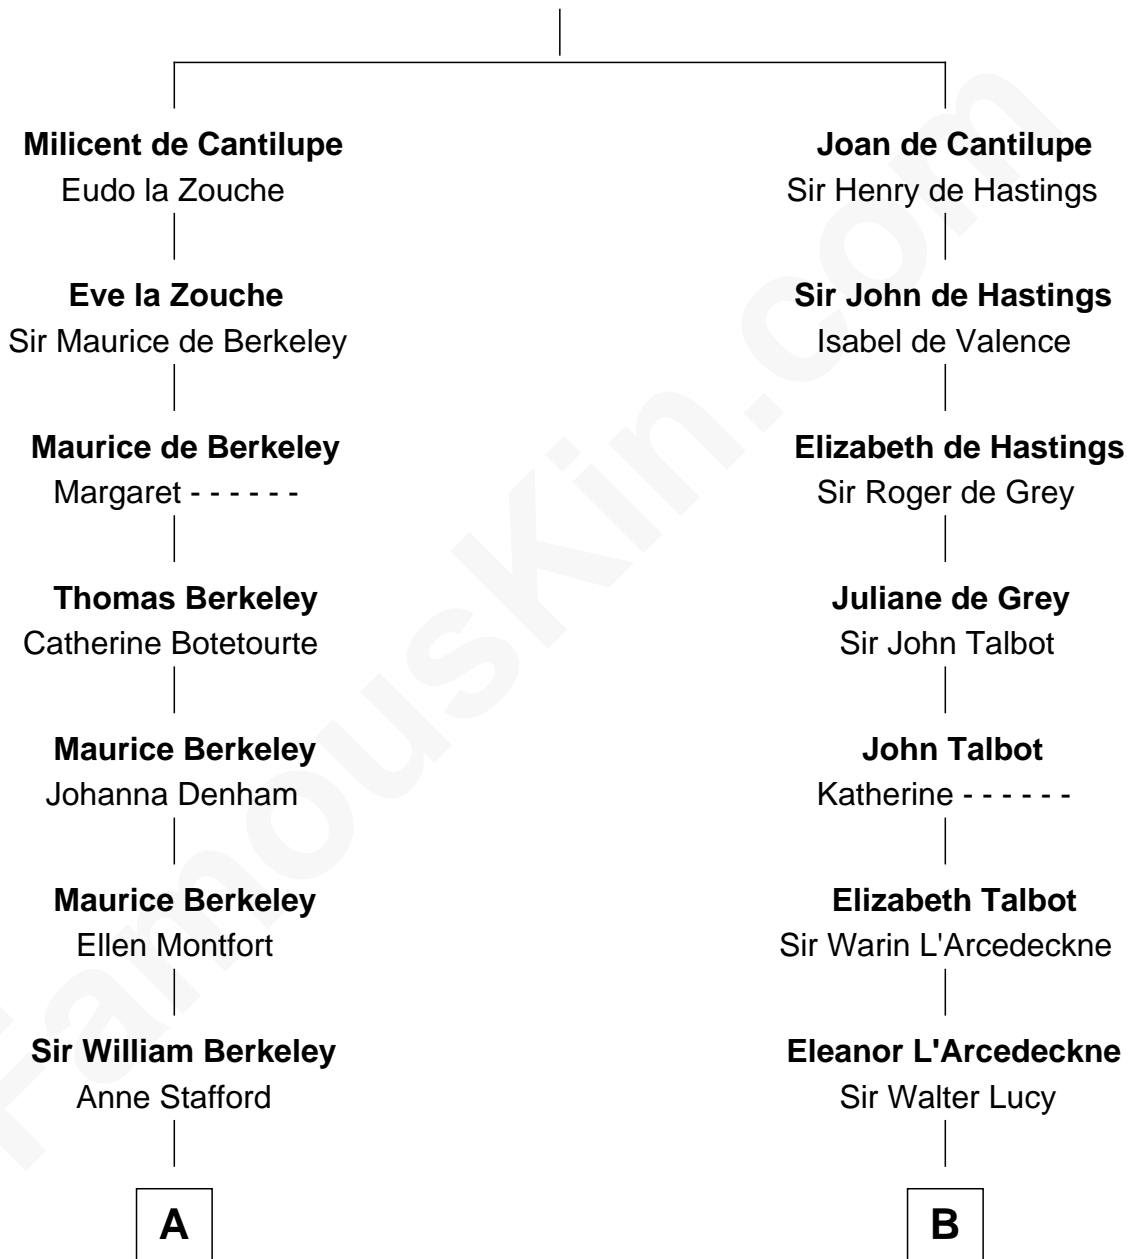 Milicent de Cantilupe
Eudo la Zouche
Eve la Zouche
Sir Maurice de Berkeley
Maurice de Berkeley
Margaret - - - - - -
Thomas Berkeley
Catherine Botetourte
Maurice Berkeley
Johanna Denham
Maurice Berkeley
Ellen Montfort
Sir William Berkeley
Anne Stafford
A
Joan de Cantilupe
Sir Henry de Hastings
Sir John de Hastings
Isabel de Valence
Elizabeth de Hastings
Sir Roger de Grey
Juliane de Grey
Sir John Talbot
John Talbot
Katherine - - - - - -
Elizabeth Talbot
Sir Warin L'Arcedeckne
Eleanor L'Arcedeckne
Sir Walter Lucy
B
FamousKin.com